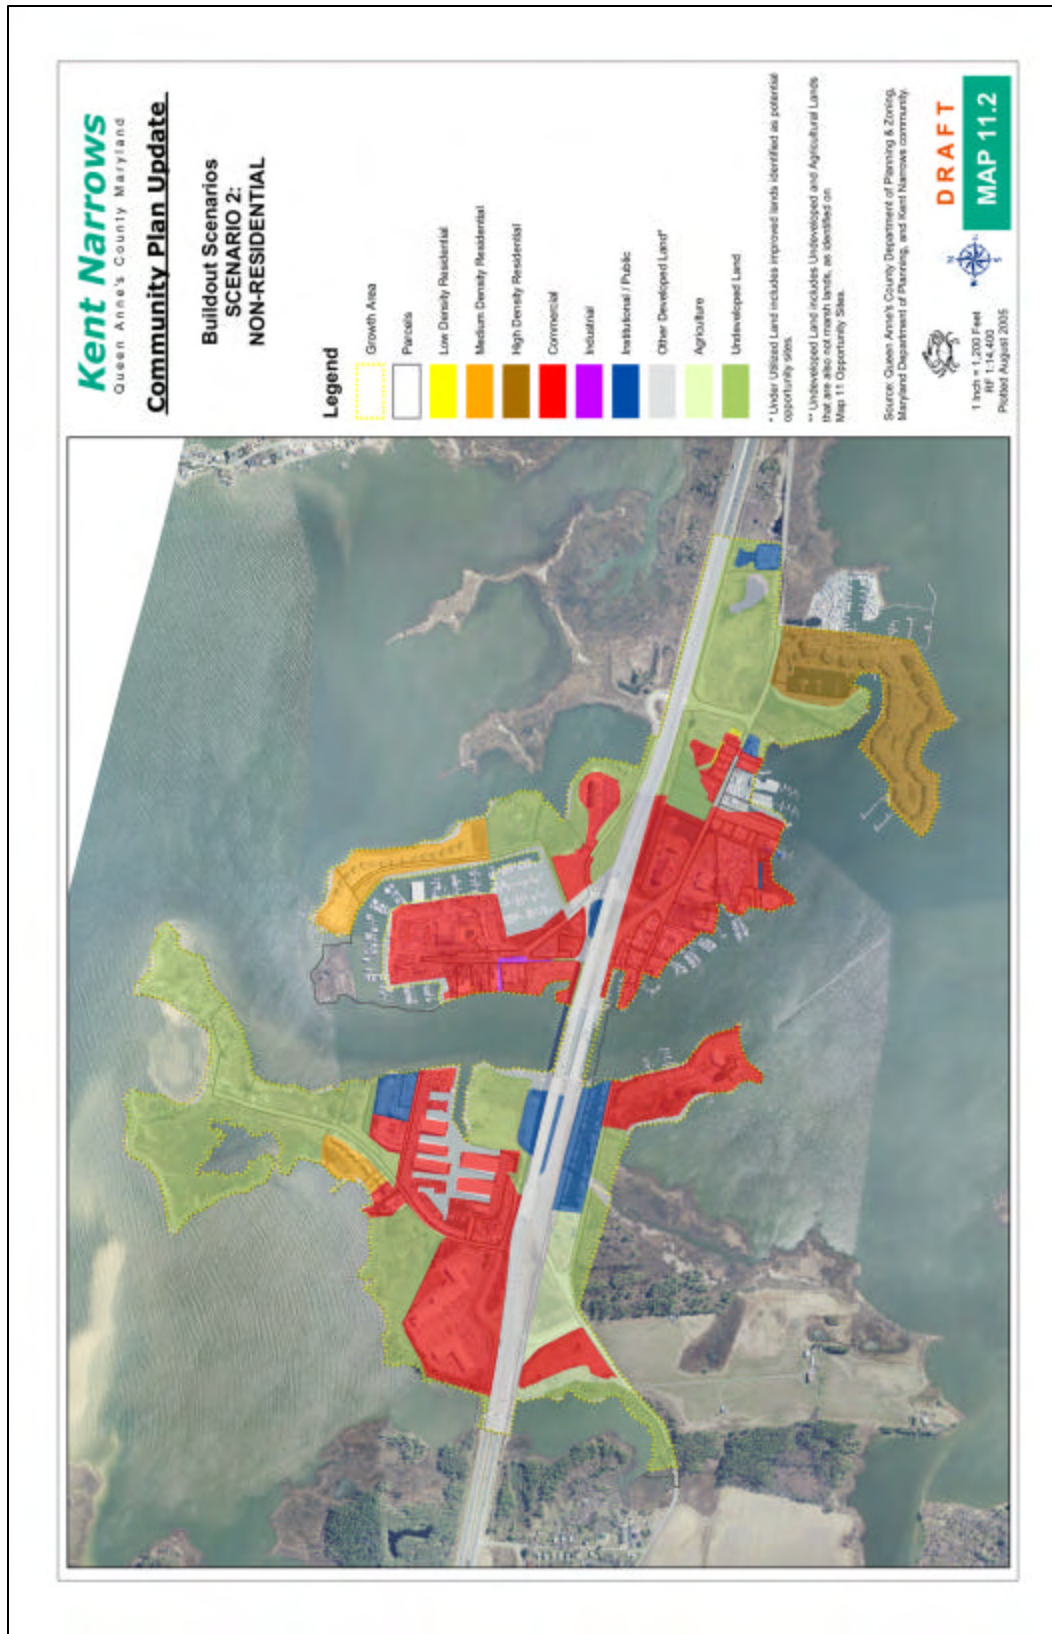 Kent Narrows
Queen Anne's County Maryland
Community Plan Update
Buildout Scenarios
SCENARIO 2:
NON-RESIDENTIAL
Legend
Growth Area
Parcels
Low Density Residential
Medium Density Residential
High Density Residential
Commercial
Industrial
Institutional / Public
Other Developed Land*
Agriculture
Undeveloped Land
* Under Utilized Land includes improved lands identified as potential
opportunity sites.
** Undeveloped Land includes Undeveloped and Agricultural Lands
that are also not marsh lands, as identified on
Map 11 Opportunity Sites.
Source: Queen Anne's County Department of Planning & Zoning,
Maryland Department of Planning, and Kent Narrows community.
1 Inch = 1,200 Feet
RF 1:14,400
Plotted August 2005
N
S
DRAFT
MAP 11.2